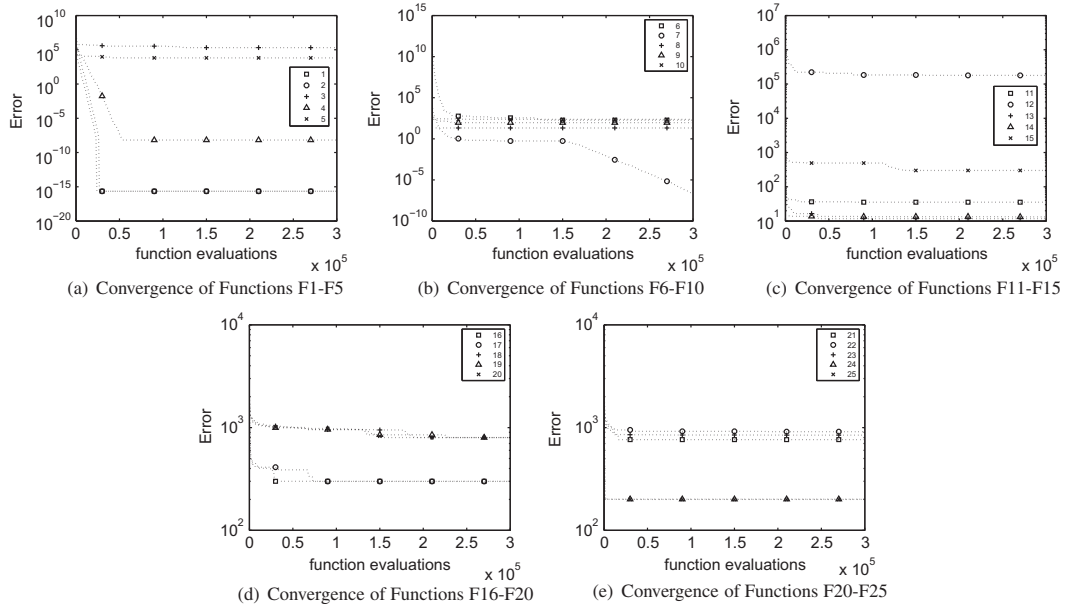 10^10
10^5
10^0
10^-5
10^-10
10^-15
10^-20
Error
0 0.5 1 1.5 2 2.5 3
function evaluations
x 10^5
1
2
3
4
5
(a) Convergence of Functions F1-F5
10^15
10^10
10^5
10^0
10^-5
10^-10
Error
0 0.5 1 1.5 2 2.5 3
function evaluations
x 10^5
6
7
8
9
10
(b) Convergence of Functions F6-F10
10^7
10^6
10^5
10^4
10^3
10^2
10^1
Error
0 0.5 1 1.5 2 2.5 3
function evaluations
x 10^5
11
12
13
14
15
(c) Convergence of Functions F11-F15
10^4
10^3
10^2
Error
0 0.5 1 1.5 2 2.5 3
function evaluations
x 10^5
16
17
18
19
20
(d) Convergence of Functions F16-F20
10^4
10^3
10^2
Error
0 0.5 1 1.5 2 2.5 3
function evaluations
x 10^5
21
22
23
24
25
(e) Convergence of Functions F20-F25